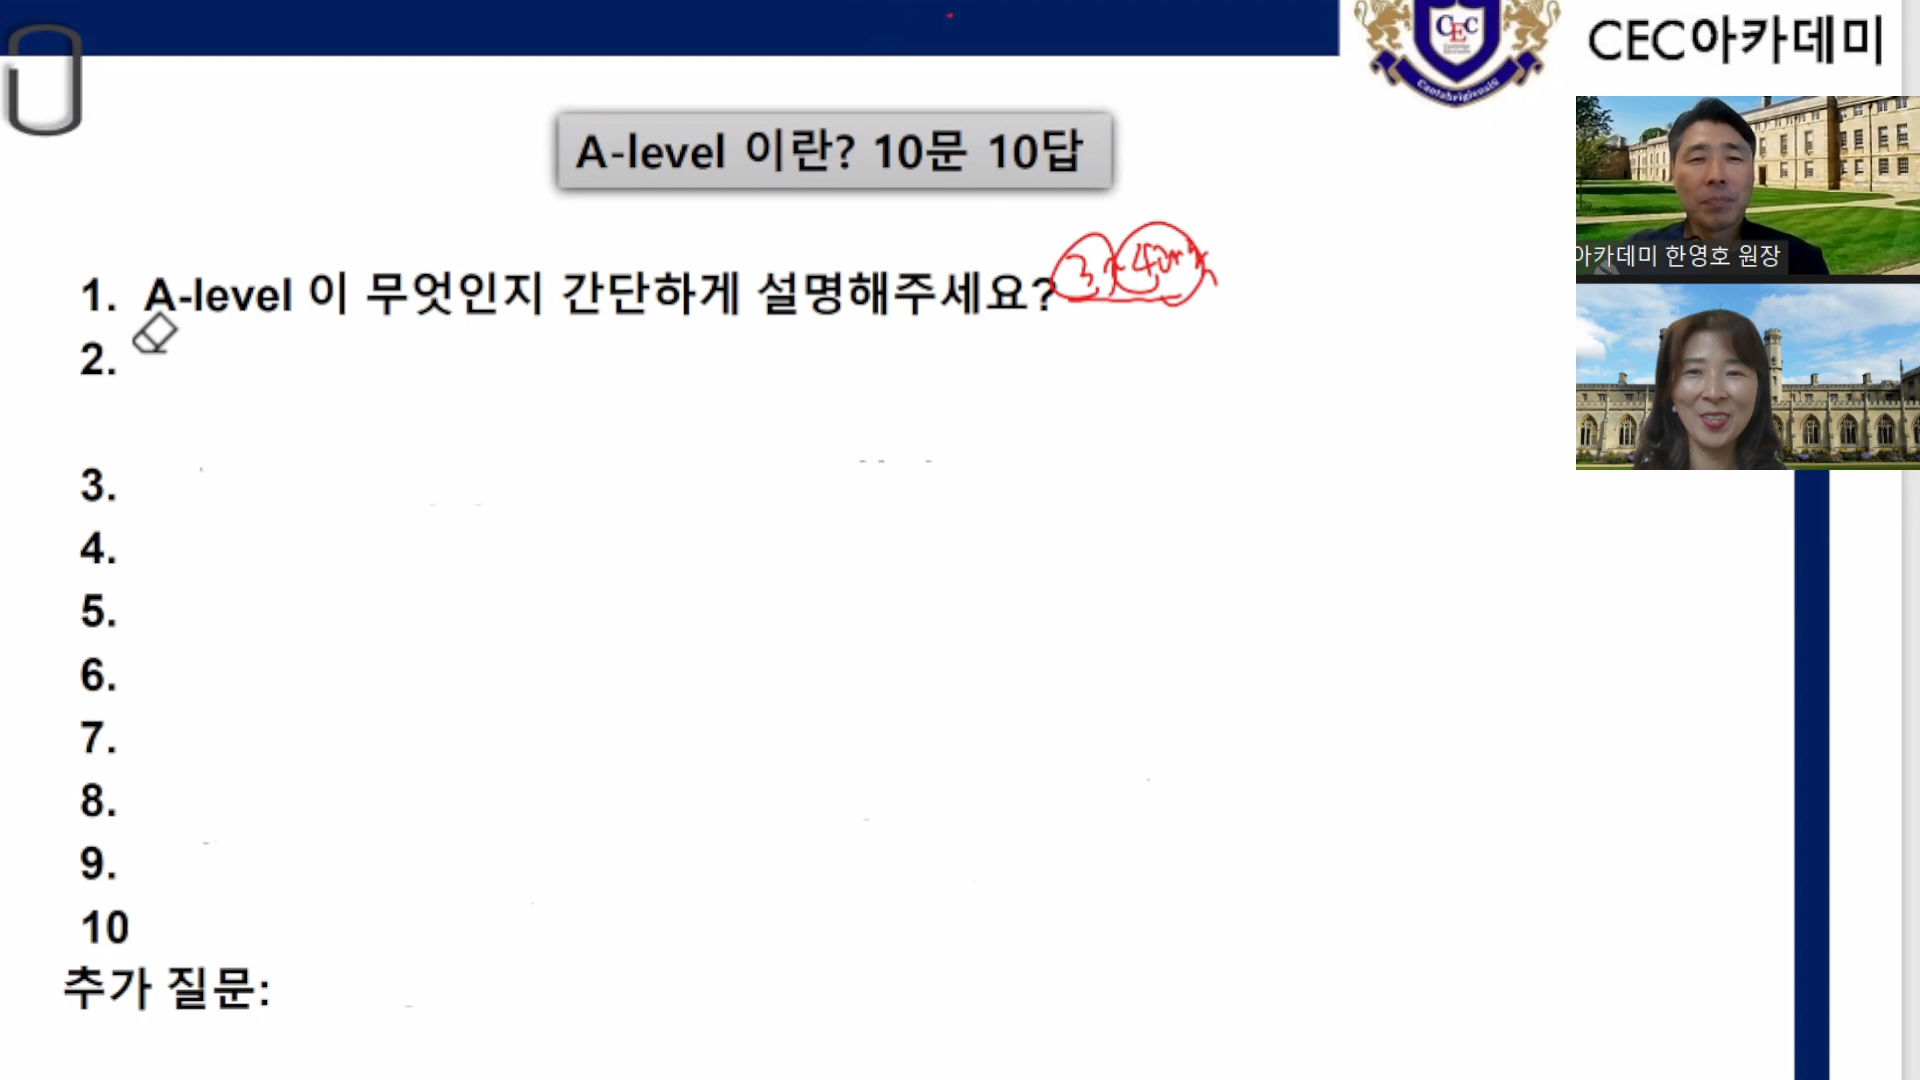 CEC
CEC아카데미
A-level 이란? 10문 10답
아카데미 한영호 원장
1. A-level 이 무엇인지 간단하게 설명해주세요?
2.
3.
4.
5.
6.
7.
8.
9.
10
추가 질문: